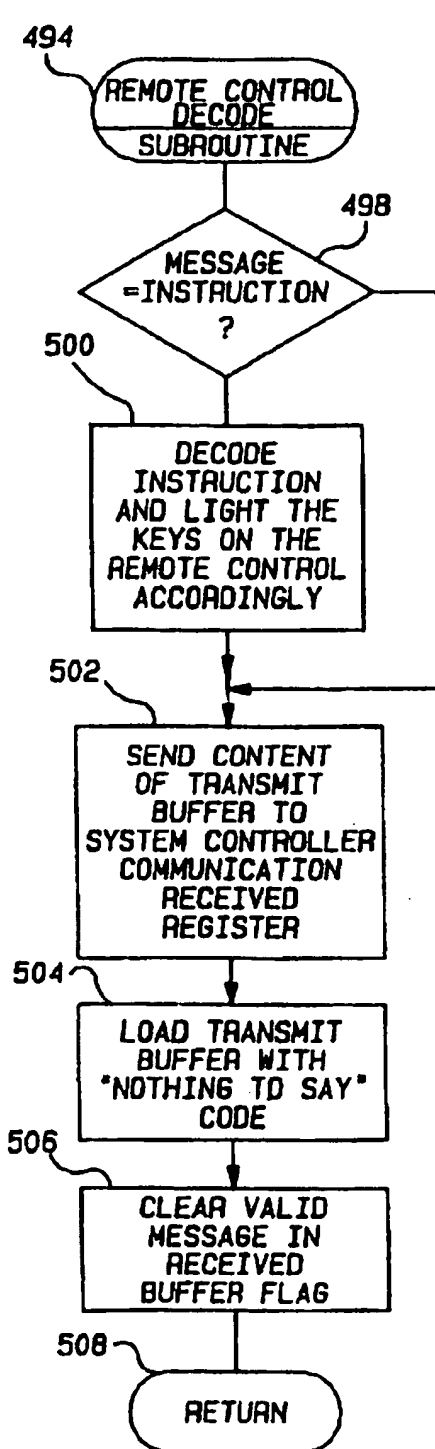 494
REMOTE CONTROL
DECODE
SUBROUTINE
498
MESSAGE
=INSTRUCTION
?
500
DECODE
INSTRUCTION
AND LIGHT THE
KEYS ON THE
REMOTE CONTROL
ACCORDINGLY
502
SEND CONTENT
OF TRANSMIT
BUFFER TO
SYSTEM CONTROLLER
COMMUNICATION
RECEIVED
REGISTER
504
LOAD TRANSMIT
BUFFER WITH
"NOTHING TO SAY"
CODE
506
CLEAR VALID
MESSAGE IN
RECEIVED
BUFFER FLAG
508
RETURN